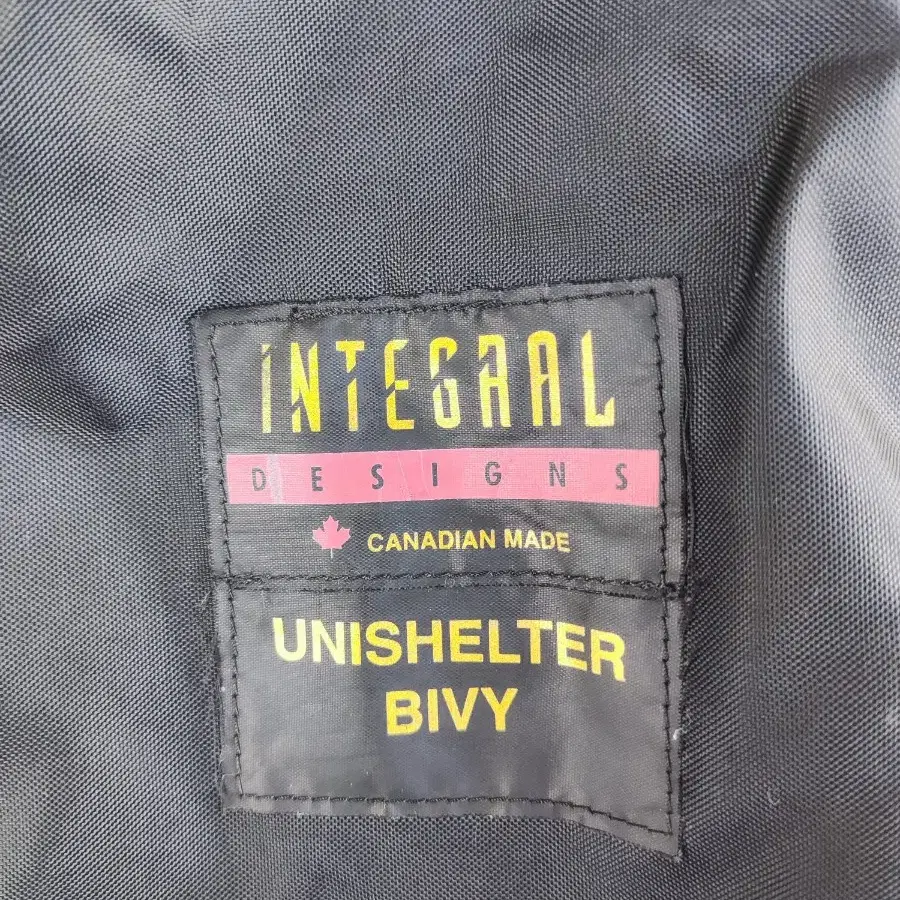 INTEGRAL
DESIGNS
CANADIAN MADE
UNISHELTER
BIVY